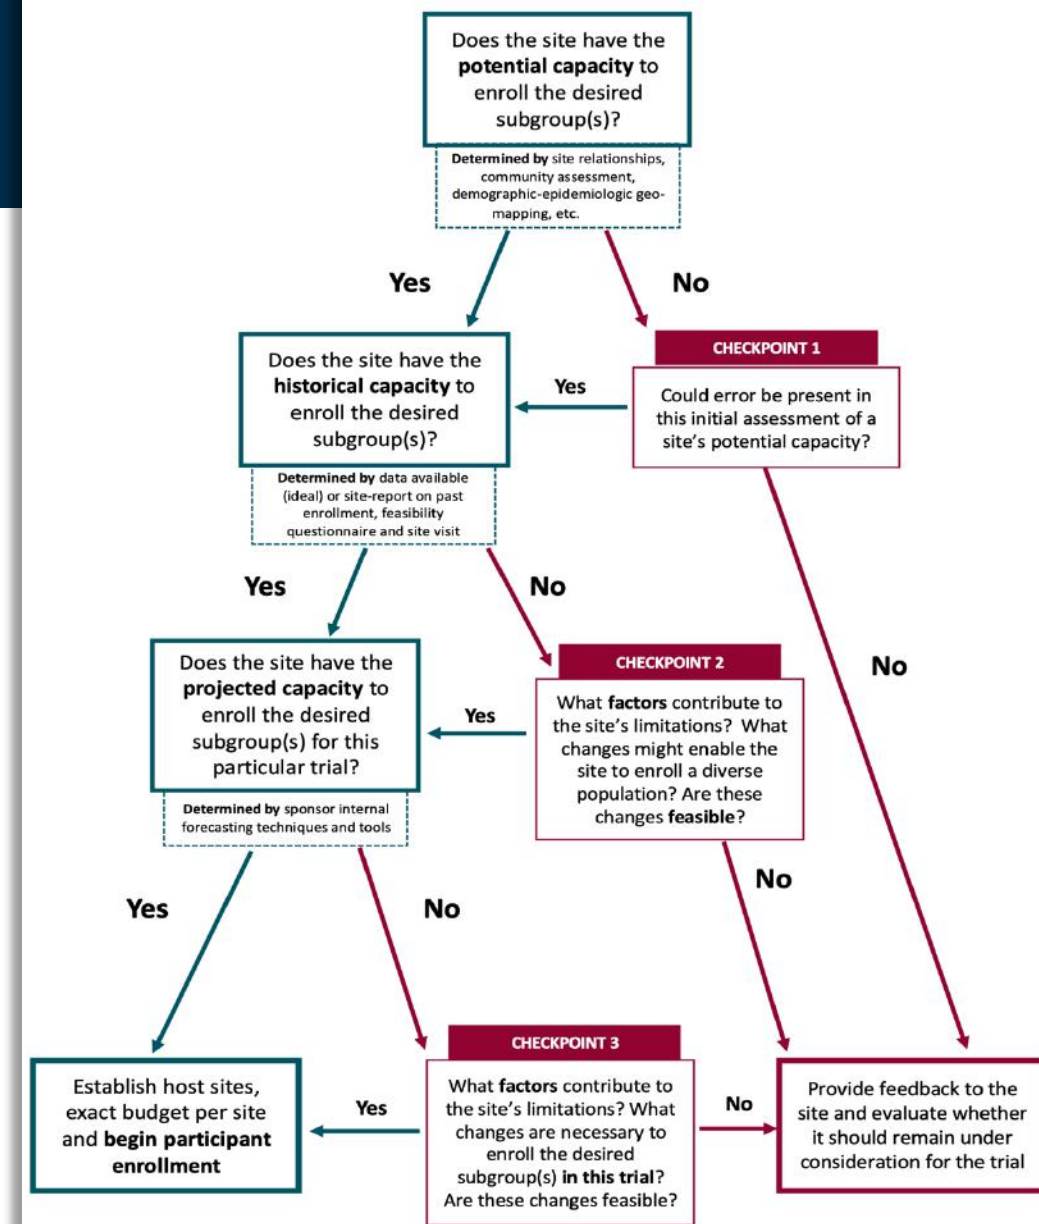 Does the site have the
potential capacity to
enroll the desired
subgroup(s)?
Determined by site relationships,
community assessment,
demographic-epidemiologic geo-
mapping, etc.
Yes
No
Does the site have the
historical capacity to
enroll the desired
subgroup(s)?
Determined by data available
(ideal) or site-report on past
enrollment, feasibility
questionnaire and site visit
Yes
CHECKPOINT 1
Could error be present in
this initial assessment of a
site's potential capacity?
Yes
No
No
Does the site have the
projected capacity to
enroll the desired
subgroup(s) for this
particular trial?
Determined by sponsor internal
forecasting techniques and tools
Yes
CHECKPOINT 2
What factors contribute to
the site's limitations? What
changes might enable the
site to enroll a diverse
population? Are these
changes feasible?
Yes
No
No
Establish host sites,
exact budget per site
and begin participant
enrollment
Yes
CHECKPOINT 3
What factors contribute to
the site's limitations? What
changes are necessary to
enroll the desired
subgroup(s) in this trial?
Are these changes feasible?
No
Provide feedback to the
site and evaluate whether
it should remain under
consideration for the trial